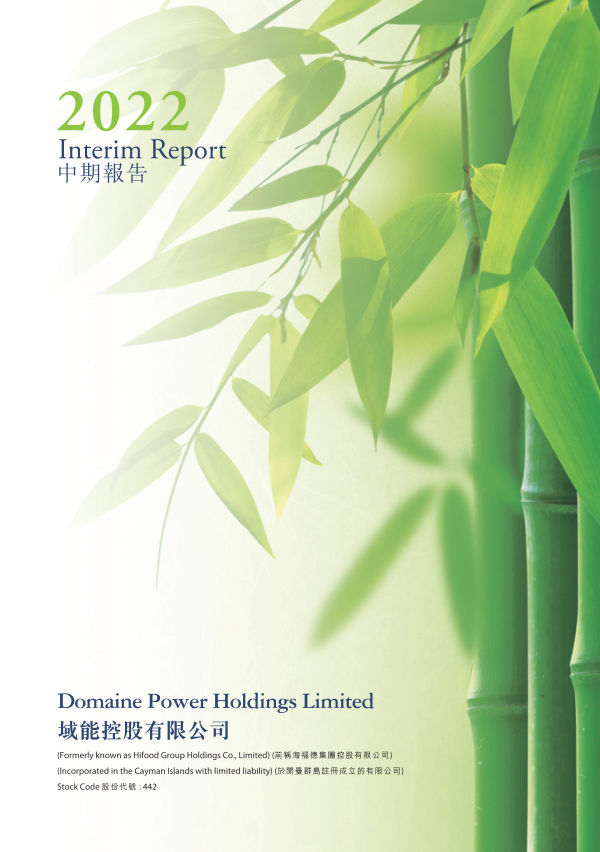 2022
Interim Report
中期報告
Domaine Power Holdings Limited
域能控股有限公司
(Formerly known as Hifood Group Holdings Co., Limited) (前稱海福德集團控股有限公司)
(Incorporated in the Cayman Islands with limited liability) (於開曼群島註冊成立的有限公司)
Stock Code 股份代號 : 442